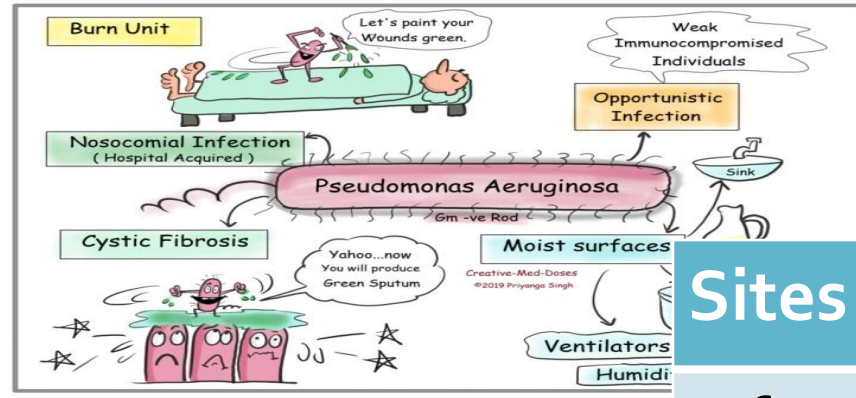 Burn Unit
Let's paint your
Wounds green.
Weak
Immunocompromised
Individuals
Opportunistic
Infection
Nosocomial Infection
( Hospital Acquired )
Sink
Pseudomonas Aeruginosa
Gm -ve Rod
Cystic Fibrosis
Yahoo...now
You will produce
Green Sputum
Moist surfaces
Creative-Med-Doses
©2019 Priyanga Singh
Sites
Ventilators